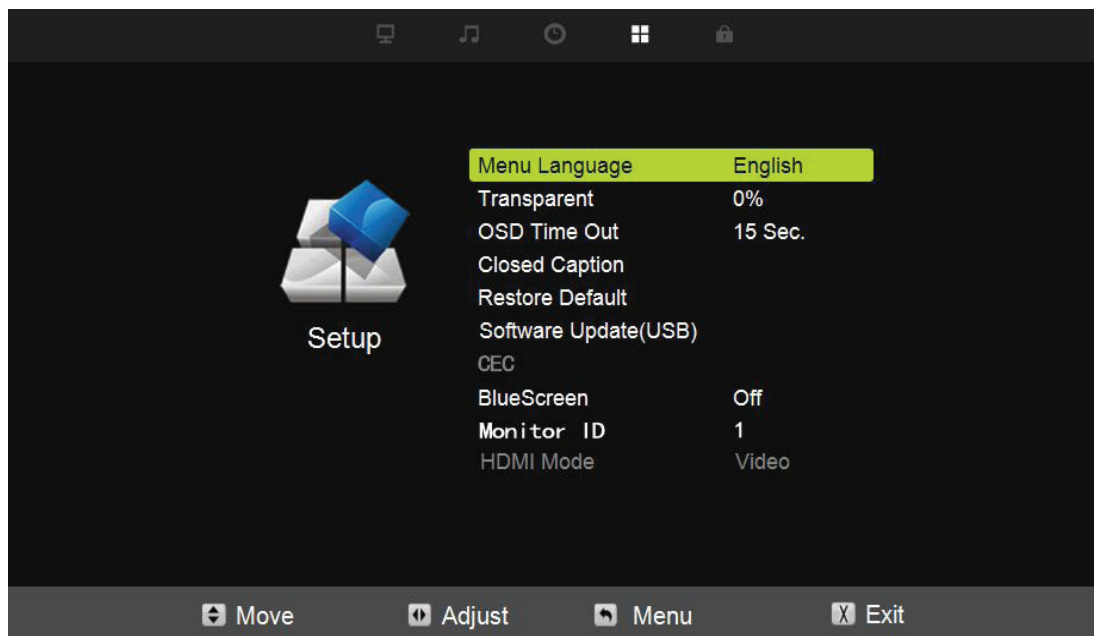 Menu Language English
Transparent 0%
OSD Time Out 15 Sec.
Closed Caption
Restore Default
Software Update(USB)
CEC
BlueScreen Off
Monitor ID 1
HDMI Mode Video
Setup
Move Adjust Menu X Exit